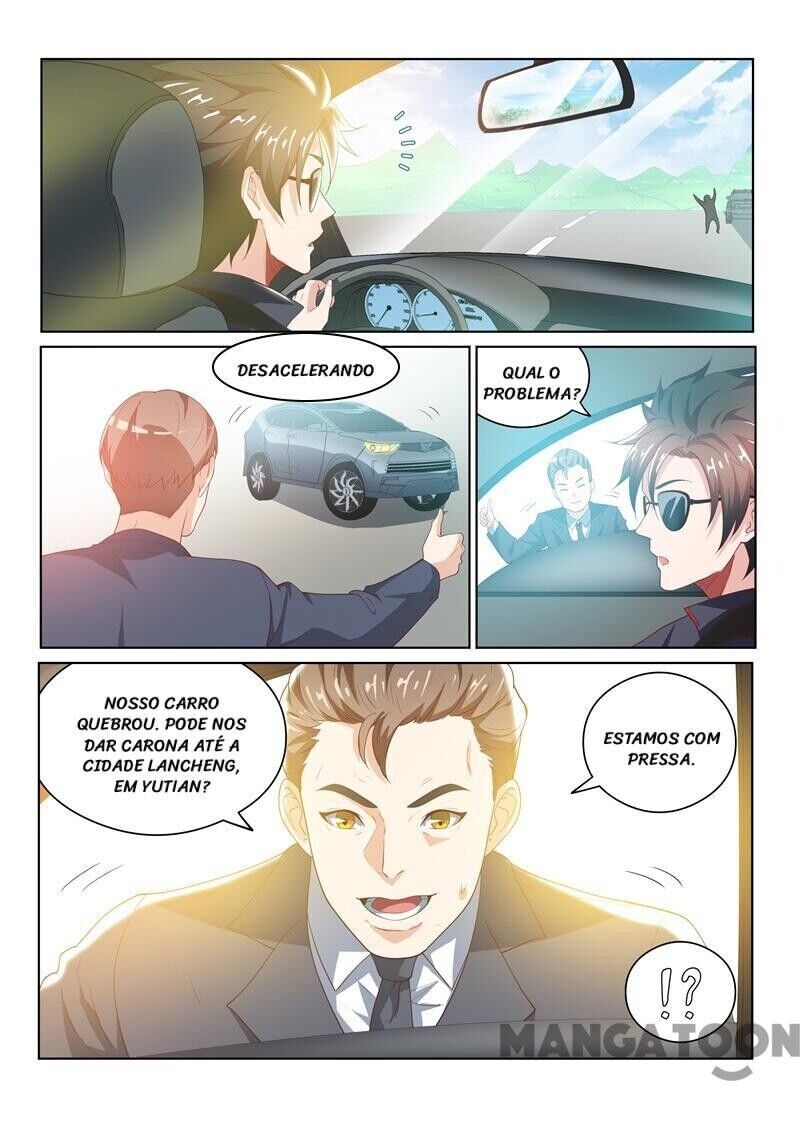 DESACELERANDO
QUAL O
PROBLEMA?
NOSSO CARRO
QUEBROU. PODE NOS
DAR CARONA ATÉ A
CIDADE LANCHENG,
EM YUTIAN?
ESTAMOS COM
PRESSA.
!?
MANGATOON